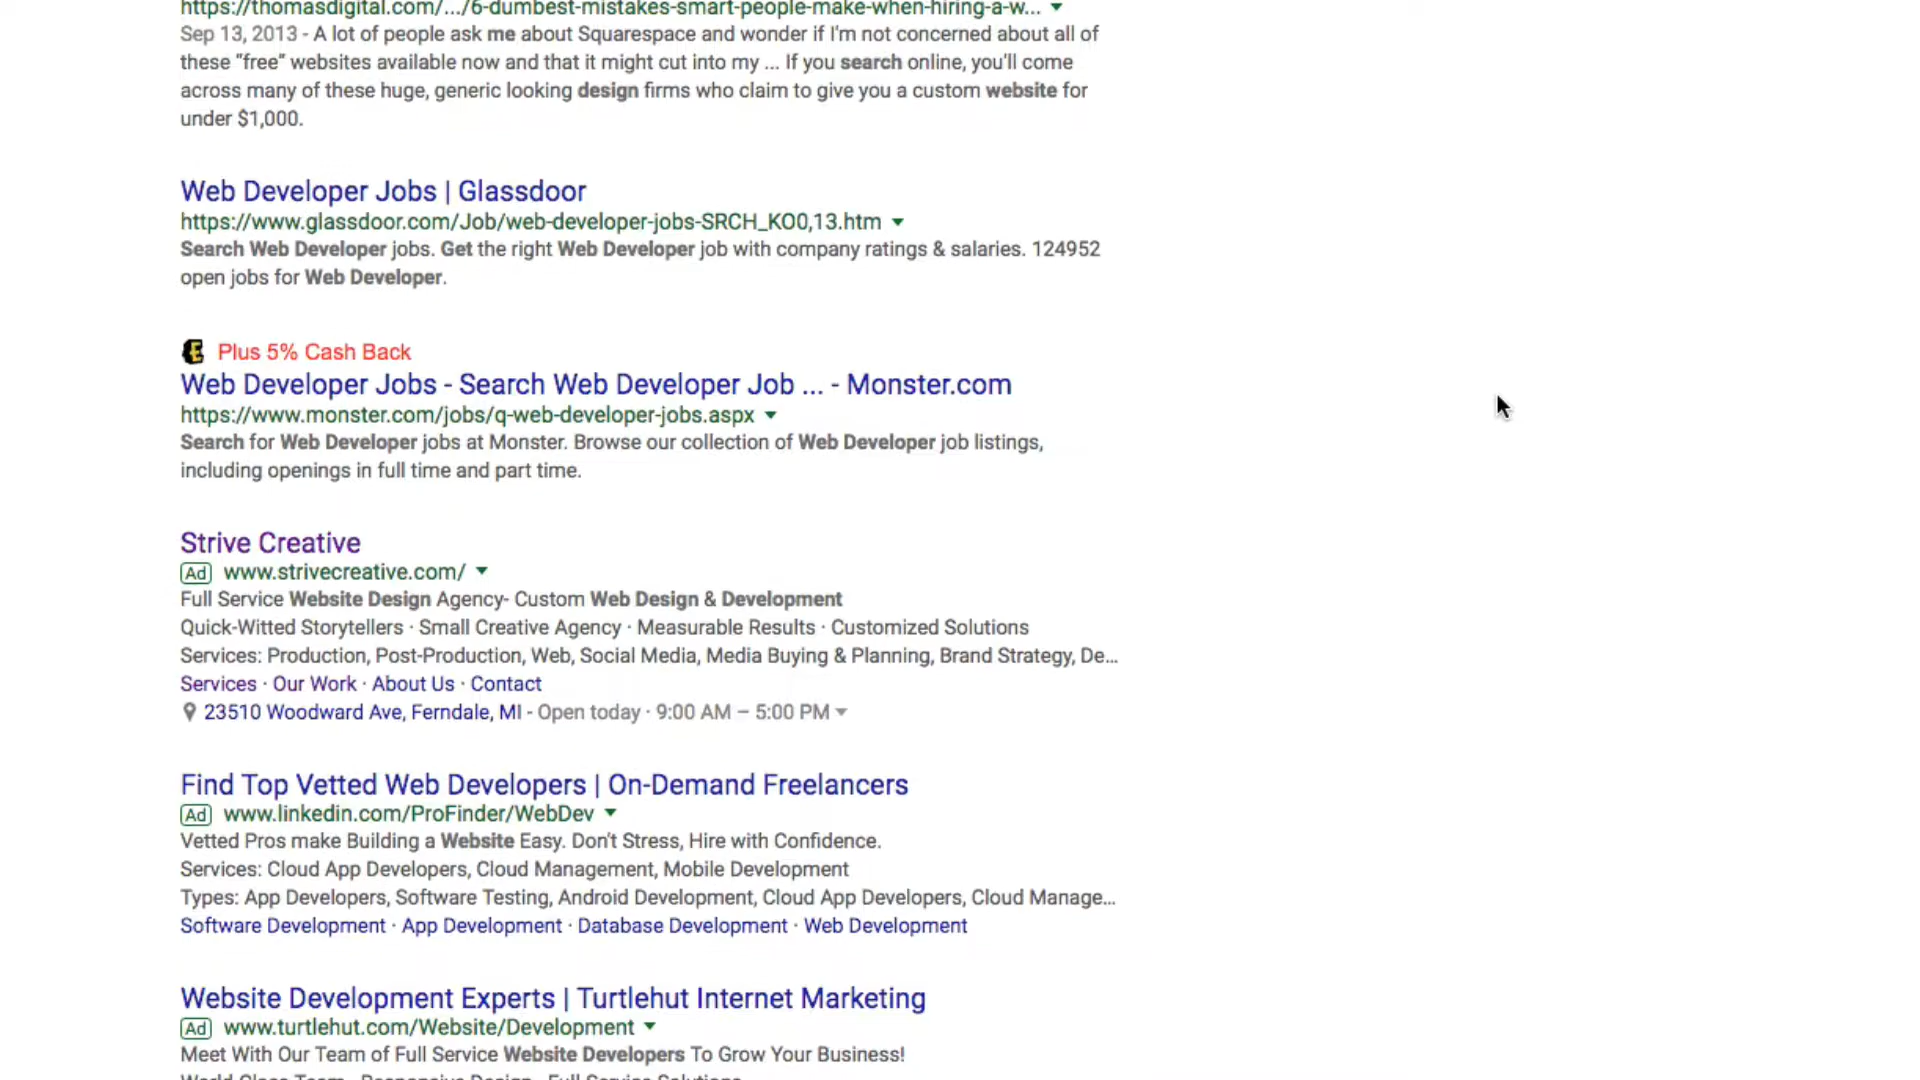 https://thomasdigital.com/.../6-dumbest-mistakes-smart-people-make-when-hiring-a-w...
Sep 13, 2013 - A lot of people ask me about Squarespace and wonder if I'm not concerned about all of
these "free" websites available now and that it might cut into my ... If you search online, you'll come
across many of these huge, generic looking design firms who claim to give you a custom website for
under $1,000.
Web Developer Jobs | Glassdoor
https://www.glassdoor.com/Job/web-developer-jobs-SRCH_KO0,13.htm
Search Web Developer jobs. Get the right Web Developer job with company ratings & salaries. 124952
open jobs for Web Developer.
E Plus 5% Cash Back
Web Developer Jobs - Search Web Developer Job ... - Monster.com
https://www.monster.com/jobs/q-web-developer-jobs.aspx
Search for Web Developer jobs at Monster. Browse our collection of Web Developer job listings,
including openings in full time and part time.
Strive Creative
Ad www.strivecreative.com/
Full Service Website Design Agency- Custom Web Design & Development
Quick-Witted Storytellers · Small Creative Agency · Measurable Results · Customized Solutions
Services: Production, Post-Production, Web, Social Media, Media Buying & Planning, Brand Strategy, De...
Services · Our Work · About Us · Contact
23510 Woodward Ave, Ferndale, MI - Open today · 9:00 AM – 5:00 PM
Find Top Vetted Web Developers | On-Demand Freelancers
Ad www.linkedin.com/ProFinder/WebDev
Vetted Pros make Building a Website Easy. Don't Stress, Hire with Confidence.
Services: Cloud App Developers, Cloud Management, Mobile Development
Types: App Developers, Software Testing, Android Development, Cloud App Developers, Cloud Manage...
Software Development · App Development · Database Development · Web Development
Website Development Experts | Turtlehut Internet Marketing
Ad www.turtlehut.com/Website/Development
Meet With Our Team of Full Service Website Developers To Grow Your Business!
World Class Team · Responsive Design · Full Service Solutions